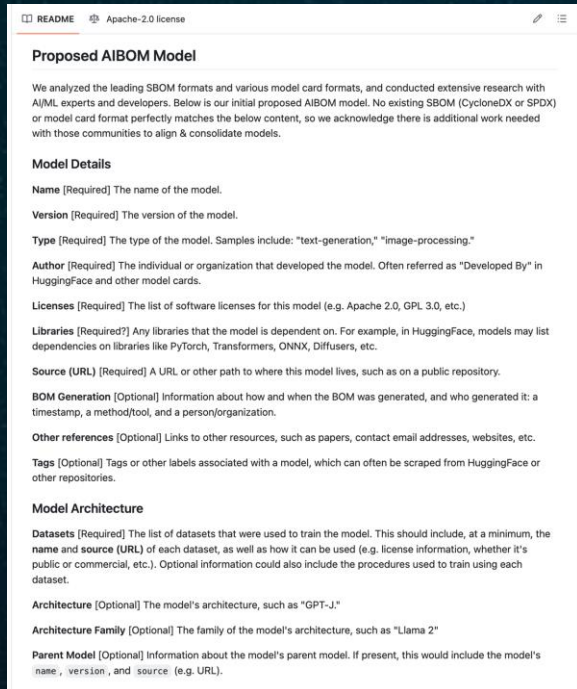 README
Apache-2.0 license
Proposed AIBOM Model
We analyzed the leading SBOM formats and various model card formats, and conducted extensive research with
AI/ML experts and developers. Below is our initial proposed AIBOM model. No existing SBOM (CycloneDX or SPDX)
or model card format perfectly matches the below content, so we acknowledge there is additional work needed
with those communities to align & consolidate models.
Model Details
Name [Required] The name of the model.
Version [Required] The version of the model.
Type [Required] The type of the model. Samples include: "text-generation," "image-processing."
Author [Required] The individual or organization that developed the model. Often referred as "Developed By" in
HuggingFace and other model cards.
Licenses [Required] The list of software licenses for this model (e.g. Apache 2.0, GPL 3.0, etc.)
Libraries [Required?] Any libraries that the model is dependent on. For example, in HuggingFace, models may list
dependencies on libraries like PyTorch, Transformers, ONNX, Diffusers, etc.
Source (URL) [Required] A URL or other path to where this model lives, such as on a public repository.
BOM Generation [Optional] Information about how and when the BOM was generated, and who generated it: a
timestamp, a method/tool, and a person/organization.
Other references [Optional] Links to other resources, such as papers, contact email addresses, websites, etc.
Tags [Optional] Tags or other labels associated with a model, which can often be scraped from HuggingFace or
other repositories.
Model Architecture
Datasets [Required] The list of datasets that were used to train the model. This should include, at a minimum, the
name and source (URL) of each dataset, as well as how it can be used (e.g. license information, whether it's
public or commercial, etc.). Optional information could also include the procedures used to train using each
dataset.
Architecture [Optional] The model's architecture, such as "GPT-J."
Architecture Family [Optional] The family of the model's architecture, such as "Llama 2"
Parent Model [Optional] Information about the model's parent model. If present, this would include the model's
name, version, and source (e.g. URL).